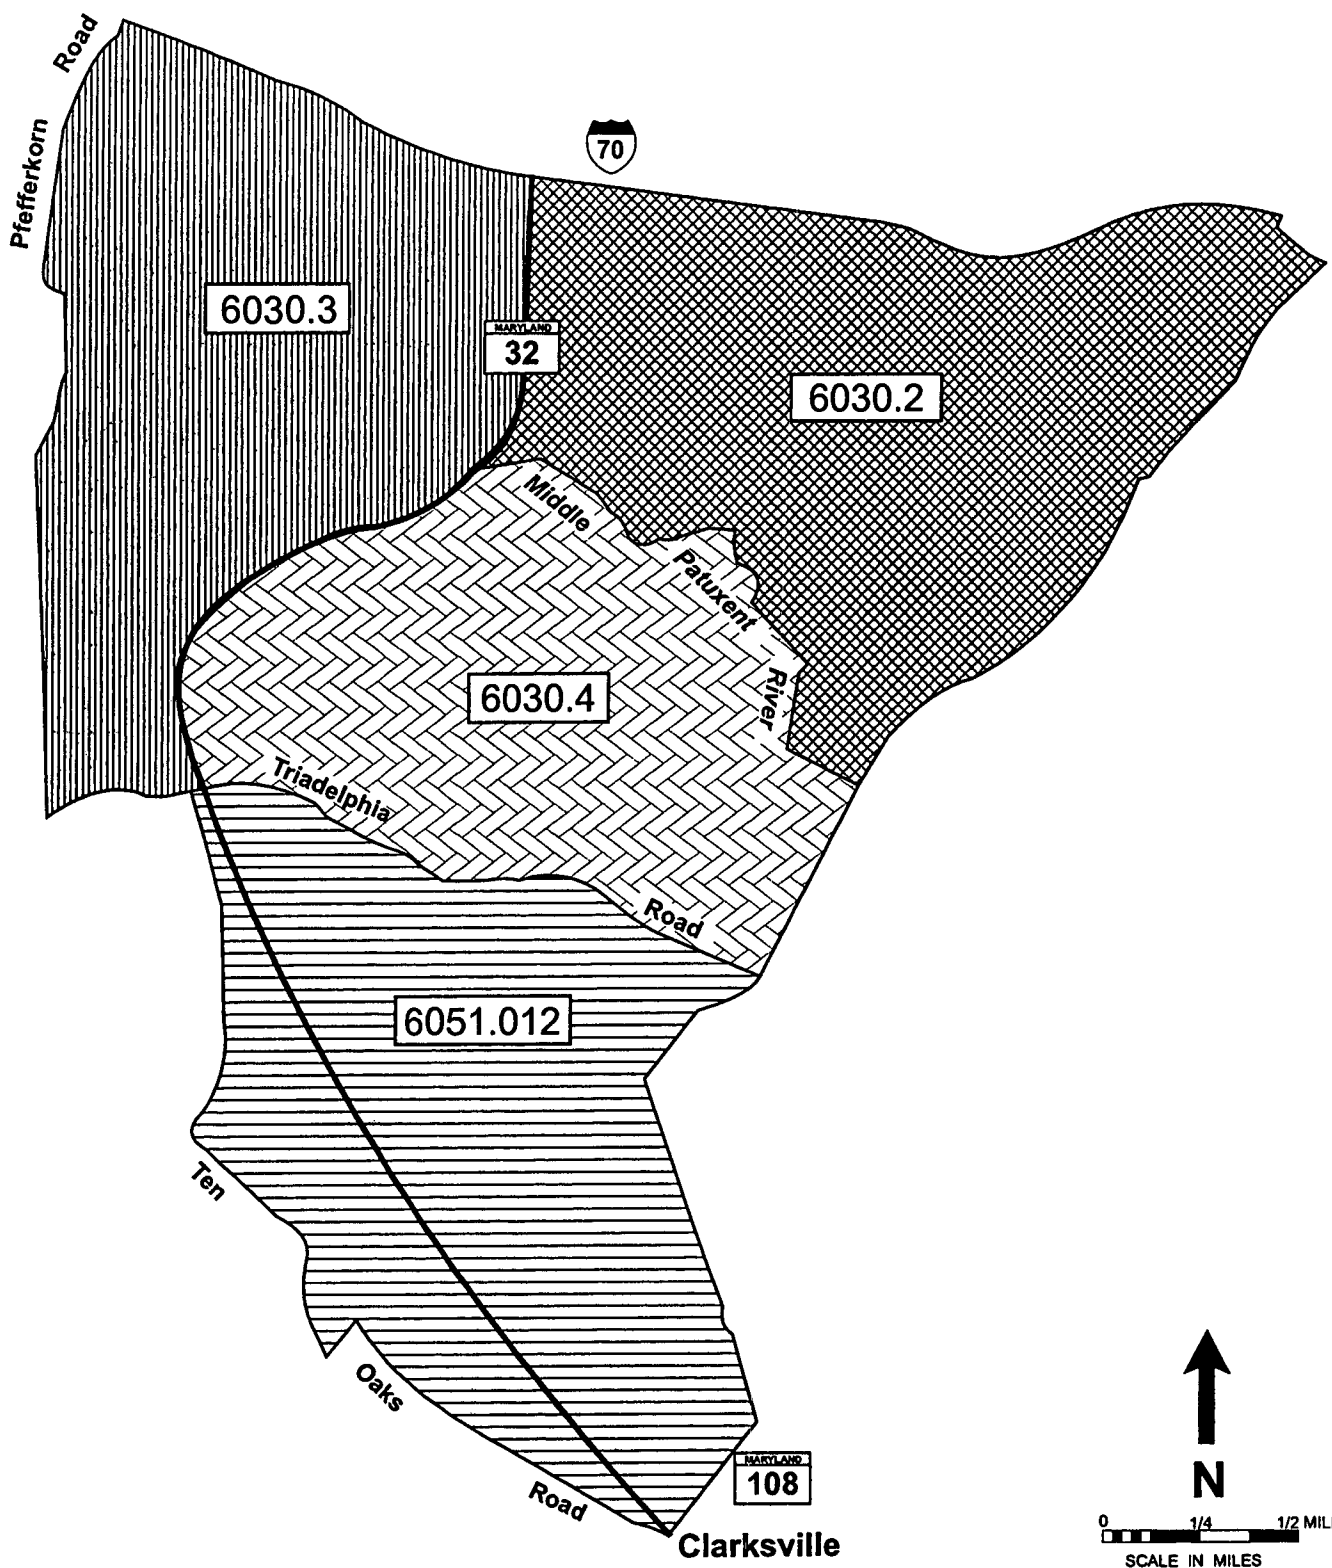 Road
Pfefferkorn
70
6030.3
MARYLAND
32
6030.2
Middle
Patuxent
River
6030.4
Triadelphia
Road
6051.012
Ten
Oaks
Road
MARYLAND
108
Clarksville
N
0 1/4 1/2 MIL
SCALE IN MILES